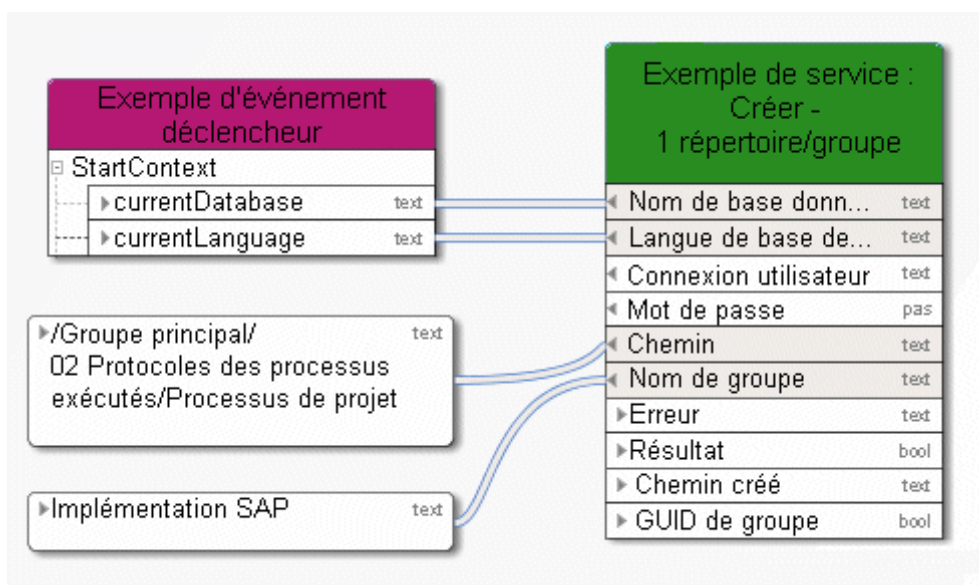 Exemple d'événement
déclencheur
StartContext
currentDatabase text
currentLanguage text
/Groupe principal/ text
02 Protocoles des processus
exécutés/Processus de projet
Implémentation SAP text
Exemple de service :
Créer -
1 répertoire/groupe
Nom de base donn... text
Langue de base de... text
Connexion utilisateur text
Mot de passe pas
Chemin text
Nom de groupe text
Erreur text
Résultat bool
Chemin créé text
GUID de groupe bool